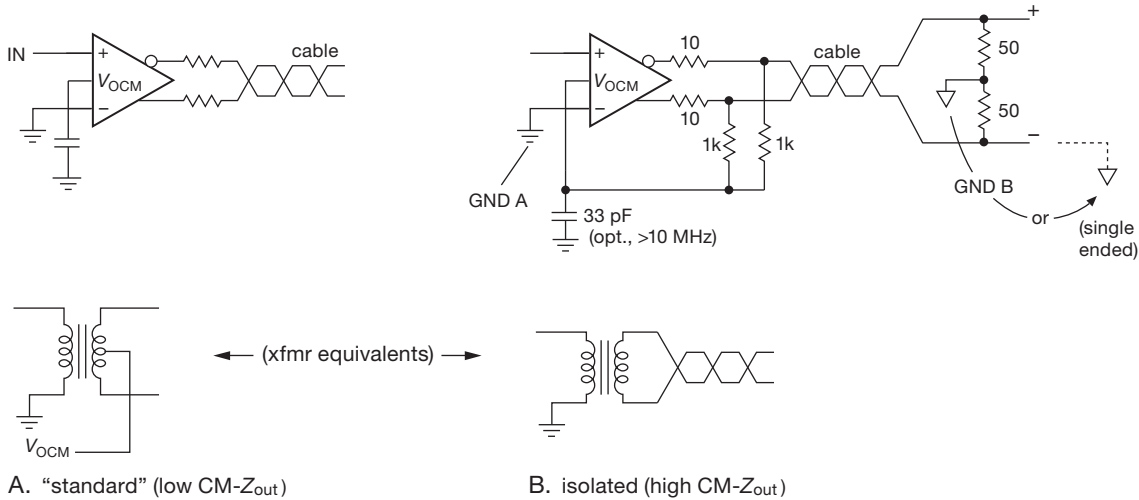 IN
+
V_OCM
−
cable
10
+
V_OCM
−
10
cable
1k
1k
GND A
33 pF
(opt., >10 MHz)
+
50
50
−
GND B
or
(single
ended)
(xfmr equivalents)
V_OCM
A. “standard” (low CM-Z_out)
B. isolated (high CM-Z_out)